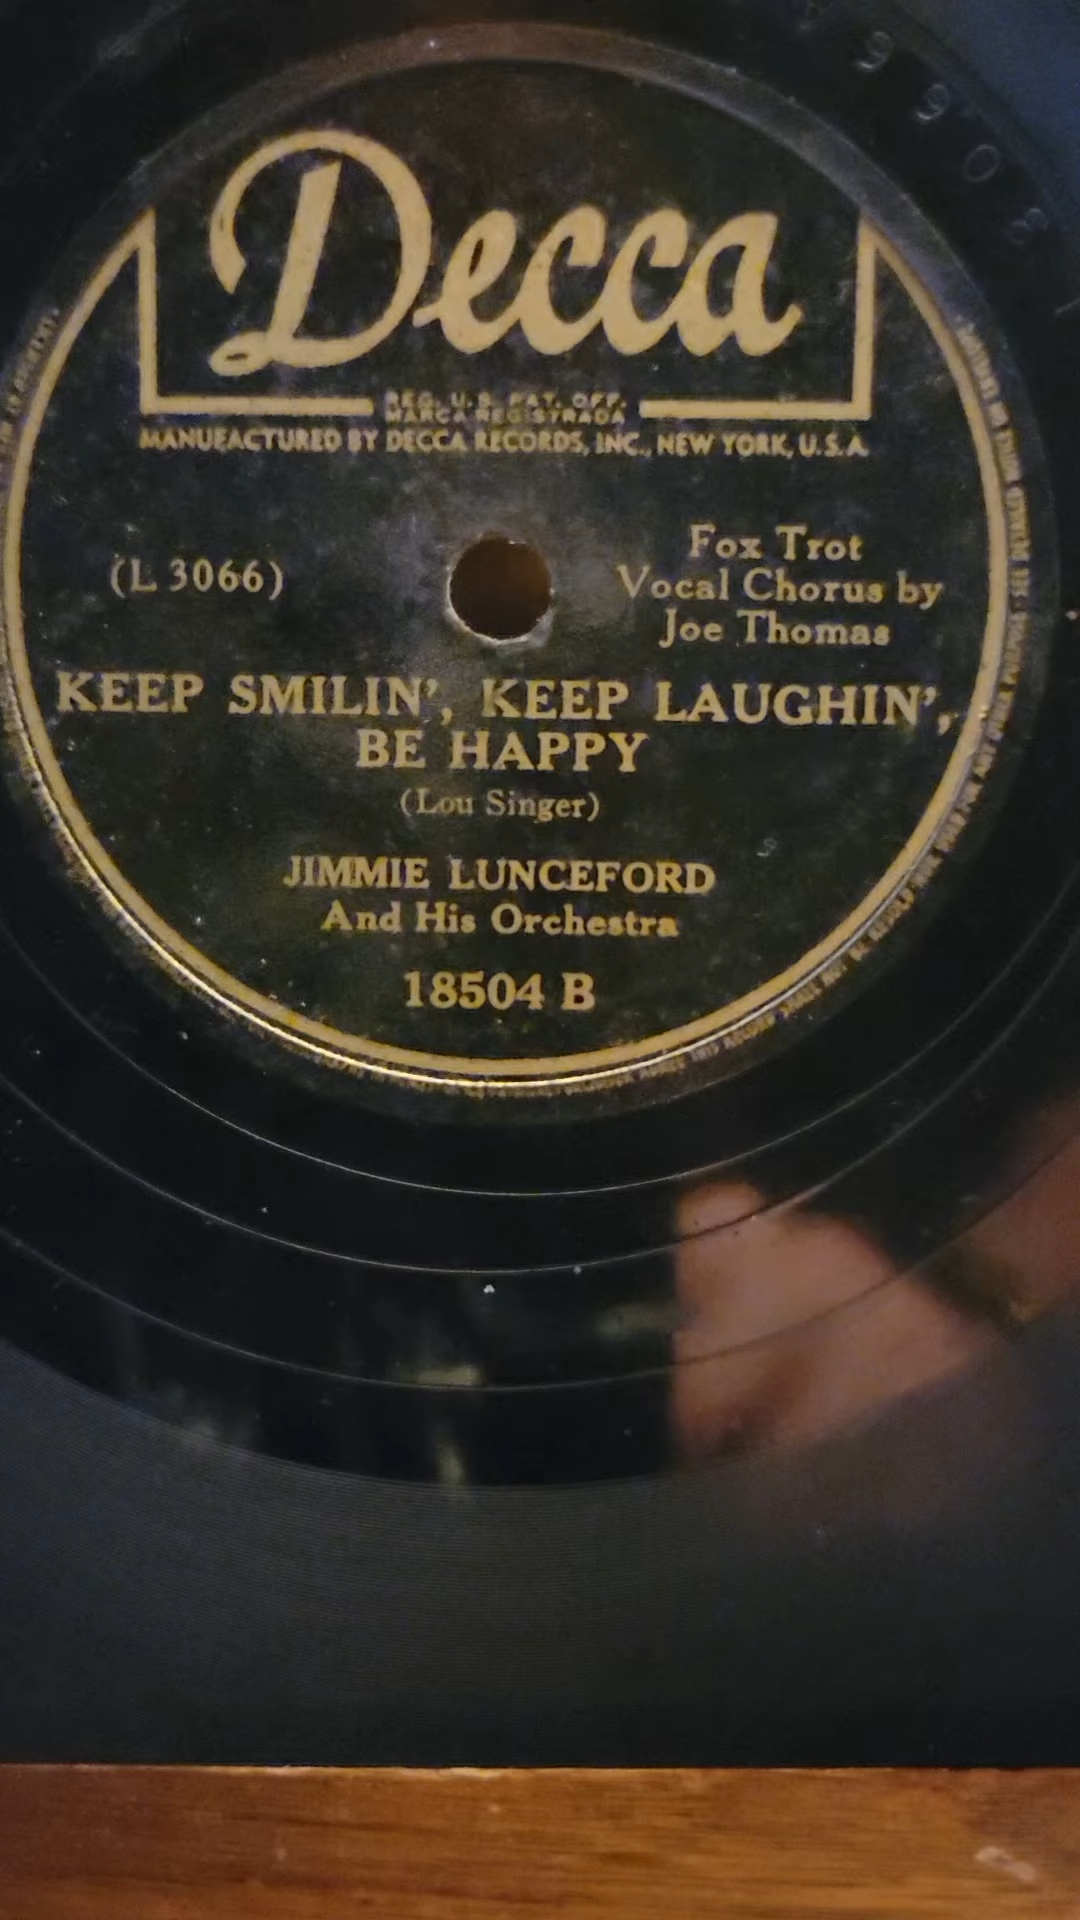 Decca
REG. U.S. PAT. OFF.
MARCA REGISTRADA
MANUFACTURED BY DECCA RECORDS, INC., NEW YORK, U.S.A.
(L 3066)
Fox Trot
Vocal Chorus by
Joe Thomas
KEEP SMILIN', KEEP LAUGHIN',
BE HAPPY
(Lou Singer)
JIMMIE LUNCEFORD
And His Orchestra
18504 B